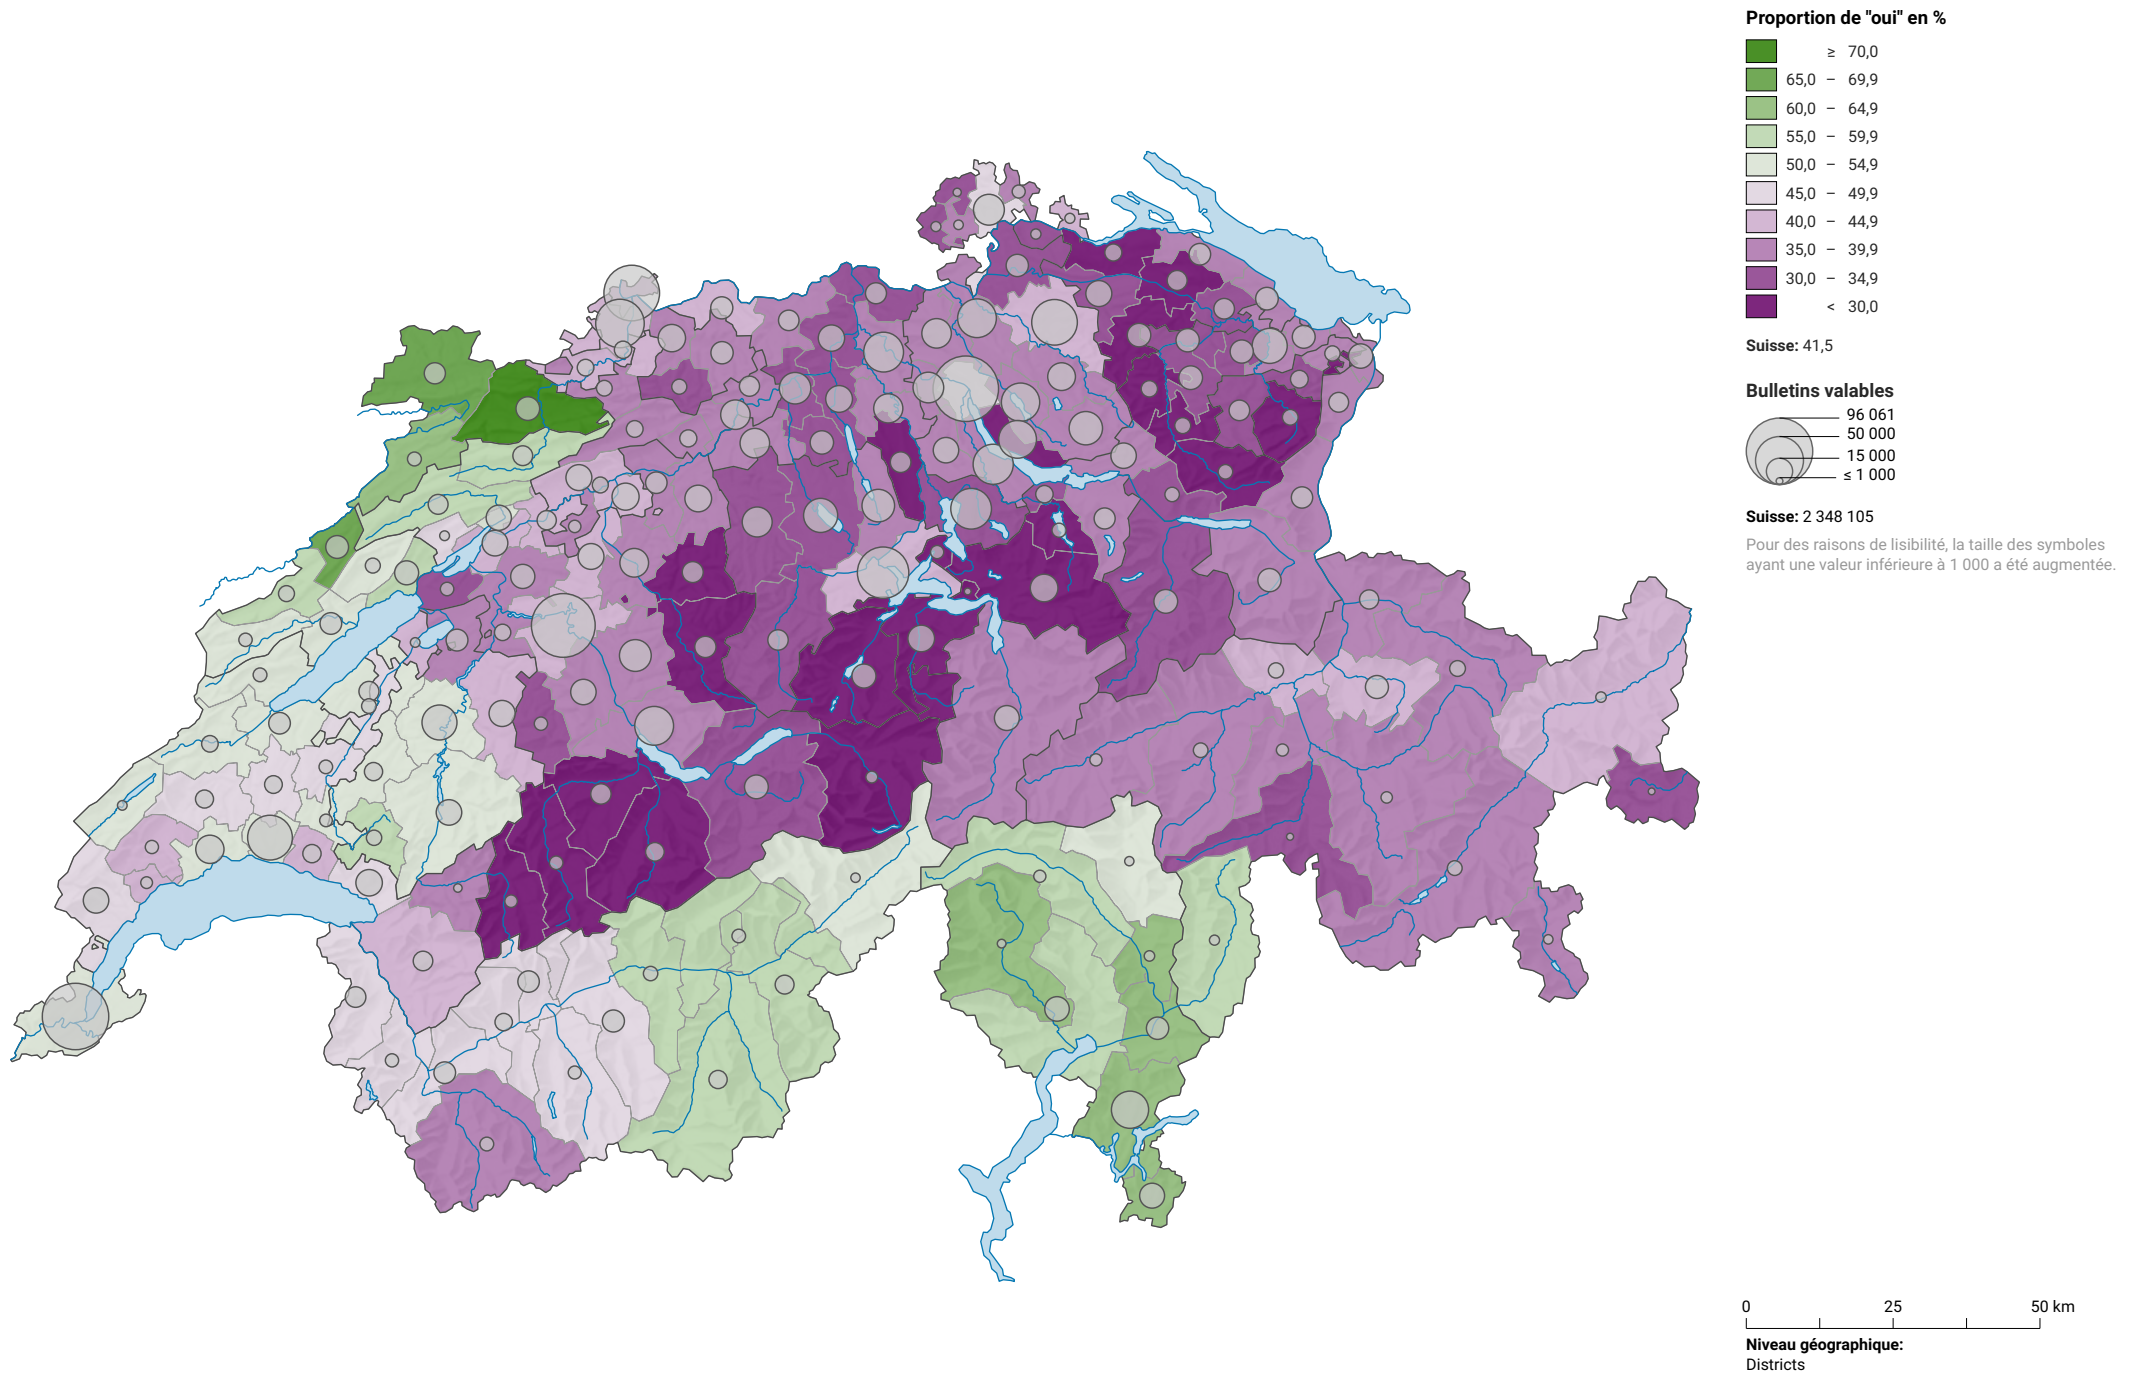 Proportion de "oui" en %
≥ 70,0
65,0 – 69,9
60,0 – 64,9
55,0 – 59,9
50,0 – 54,9
45,0 – 49,9
40,0 – 44,9
35,0 – 39,9
30,0 – 34,9
< 30,0
Suisse: 41,5
Bulletins valables
96 061
50 000
15 000
≤ 1 000
Suisse: 2 348 105
Pour des raisons de lisibilité, la taille des symboles
ayant une valeur inférieure à 1 000 a été augmentée.
0 25 50 km
Niveau géographique:
Districts